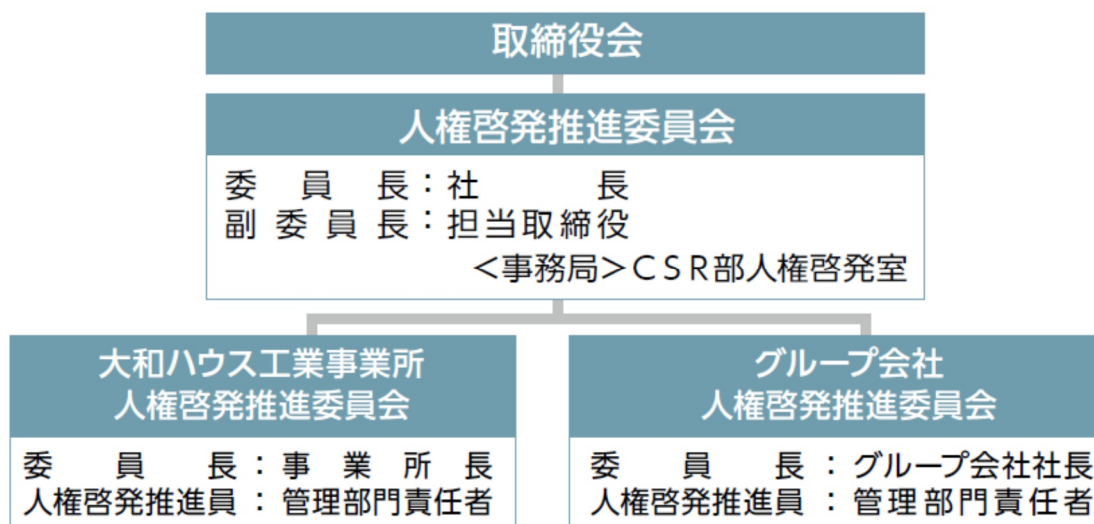 取締役会
人権啓発推進委員会
委員長：社長
副委員長：担当取締役
＜事務局＞ＣＳＲ部人権啓発室
大和ハウス工業事業所
人権啓発推進委員会
委員長：事業所長
人権啓発推進員：管理部門責任者
グループ会社
人権啓発推進委員会
委員長：グループ会社社長
人権啓発推進員：管理部門責任者